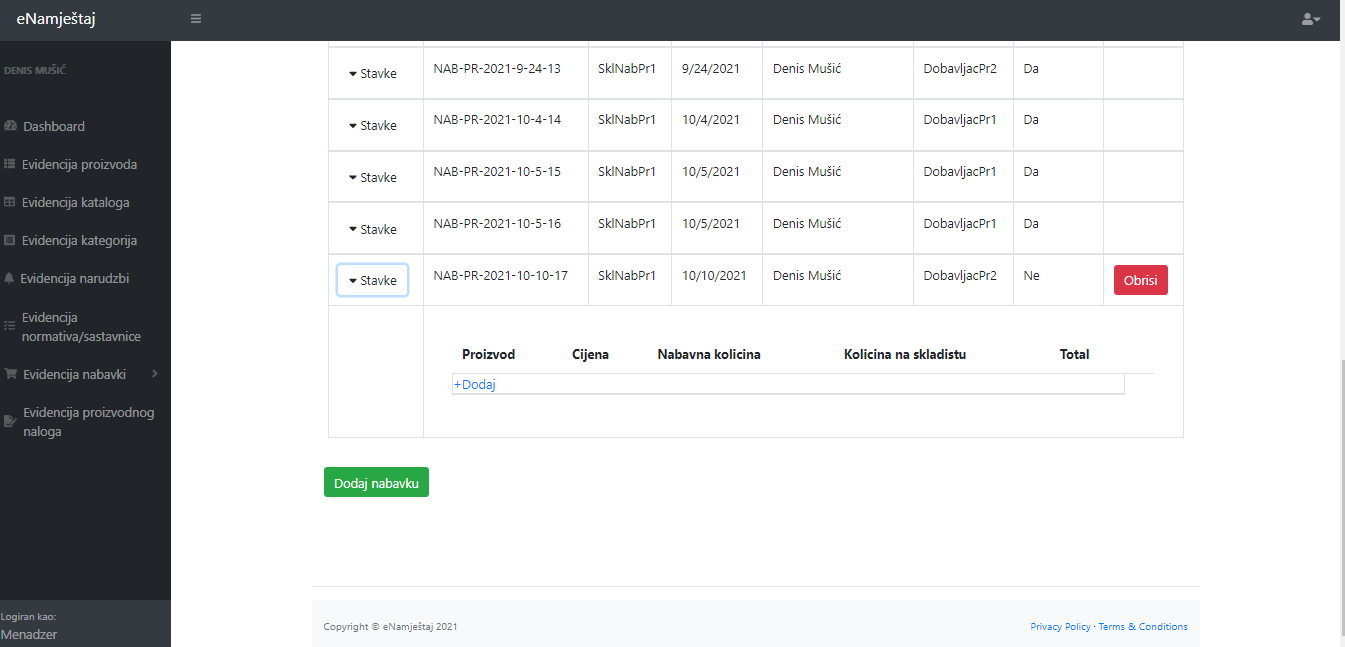 eNamještaj
DENIS MUŠIĆ
Dashboard
Evidencija proizvoda
Evidencija kataloga
Evidencija kategorija
Evidencija narudzbi
Evidencija
normativa/sastavnice
Evidencija nabavki
Evidencija proizvodnog
naloga
Logiran kao:
Menadzer
Stavke NAB-PR-2021-9-24-13 SklNabPr1 9/24/2021 Denis Mušić DobavljacPr2 Da
Stavke NAB-PR-2021-10-4-14 SklNabPr1 10/4/2021 Denis Mušić DobavljacPr1 Da
Stavke NAB-PR-2021-10-5-15 SklNabPr1 10/5/2021 Denis Mušić DobavljacPr1 Da
Stavke NAB-PR-2021-10-5-16 SklNabPr1 10/5/2021 Denis Mušić DobavljacPr1 Da
Stavke NAB-PR-2021-10-10-17 SklNabPr1 10/10/2021 Denis Mušić DobavljacPr2 Ne Obrisi
Proizvod Cijena Nabavna kolicina Kolicina na skladistu Total
+Dodaj
Dodaj nabavku
Copyright © eNamještaj 2021 Privacy Policy · Terms & Conditions